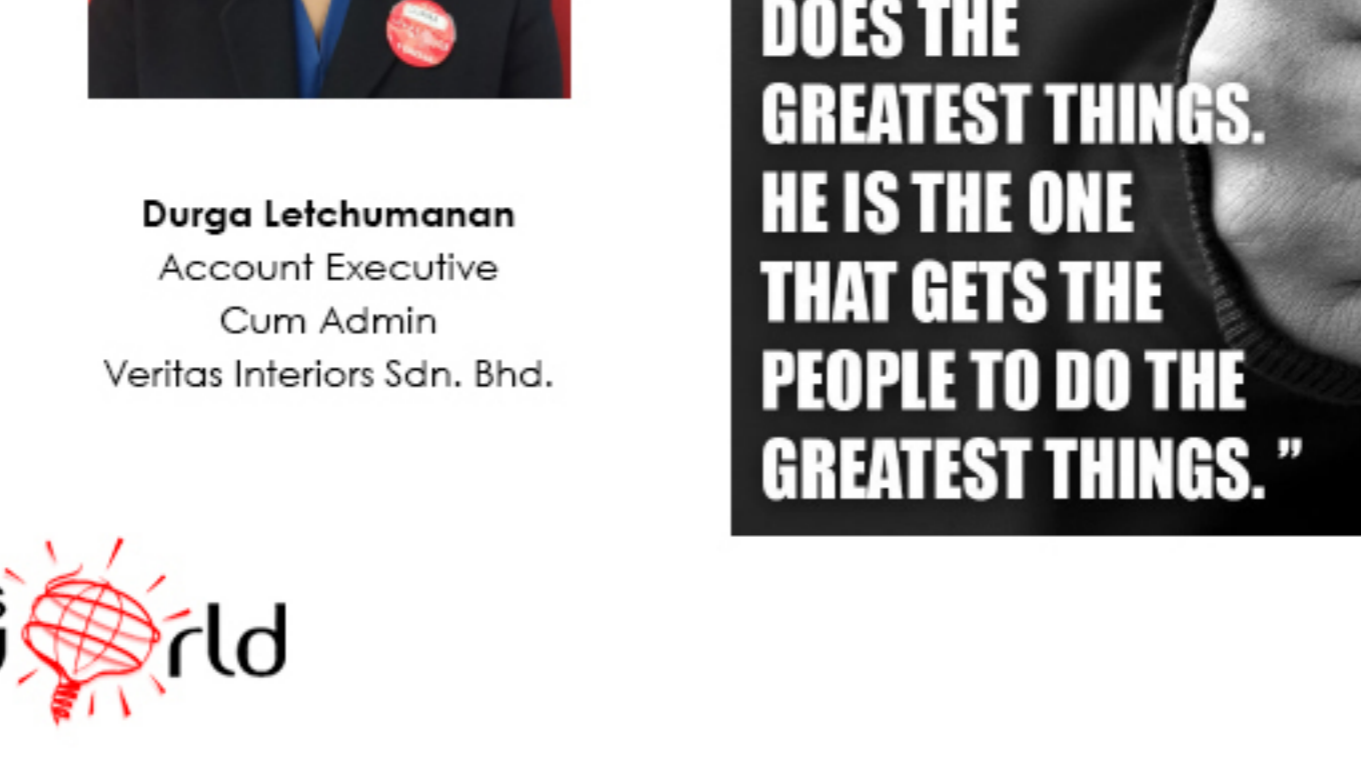 Durga Letchumanan
Account Executive
Cum Admin
Veritas Interiors Sdn. Bhd.
DOES THE
GREATEST THINGS.
HE IS THE ONE
THAT GETS THE
PEOPLE TO DO THE
GREATEST THINGS. ”
rld